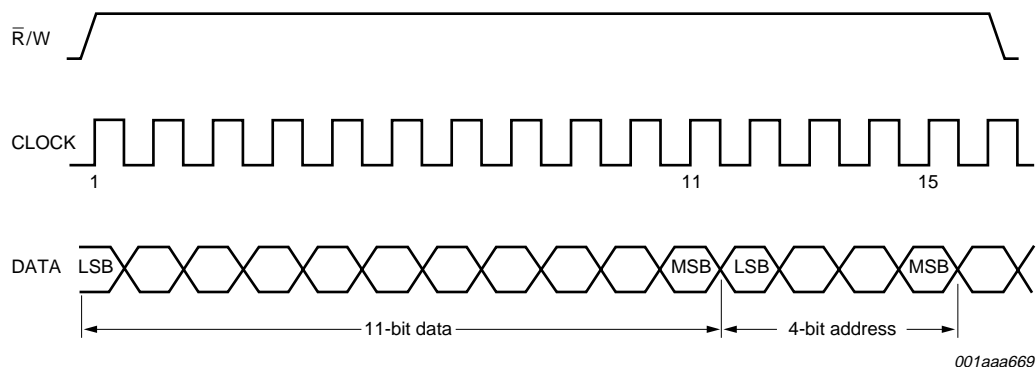 R̅/W
CLOCK
1 11 15
DATA LSB MSB LSB MSB
11-bit data 4-bit address
001aaa669